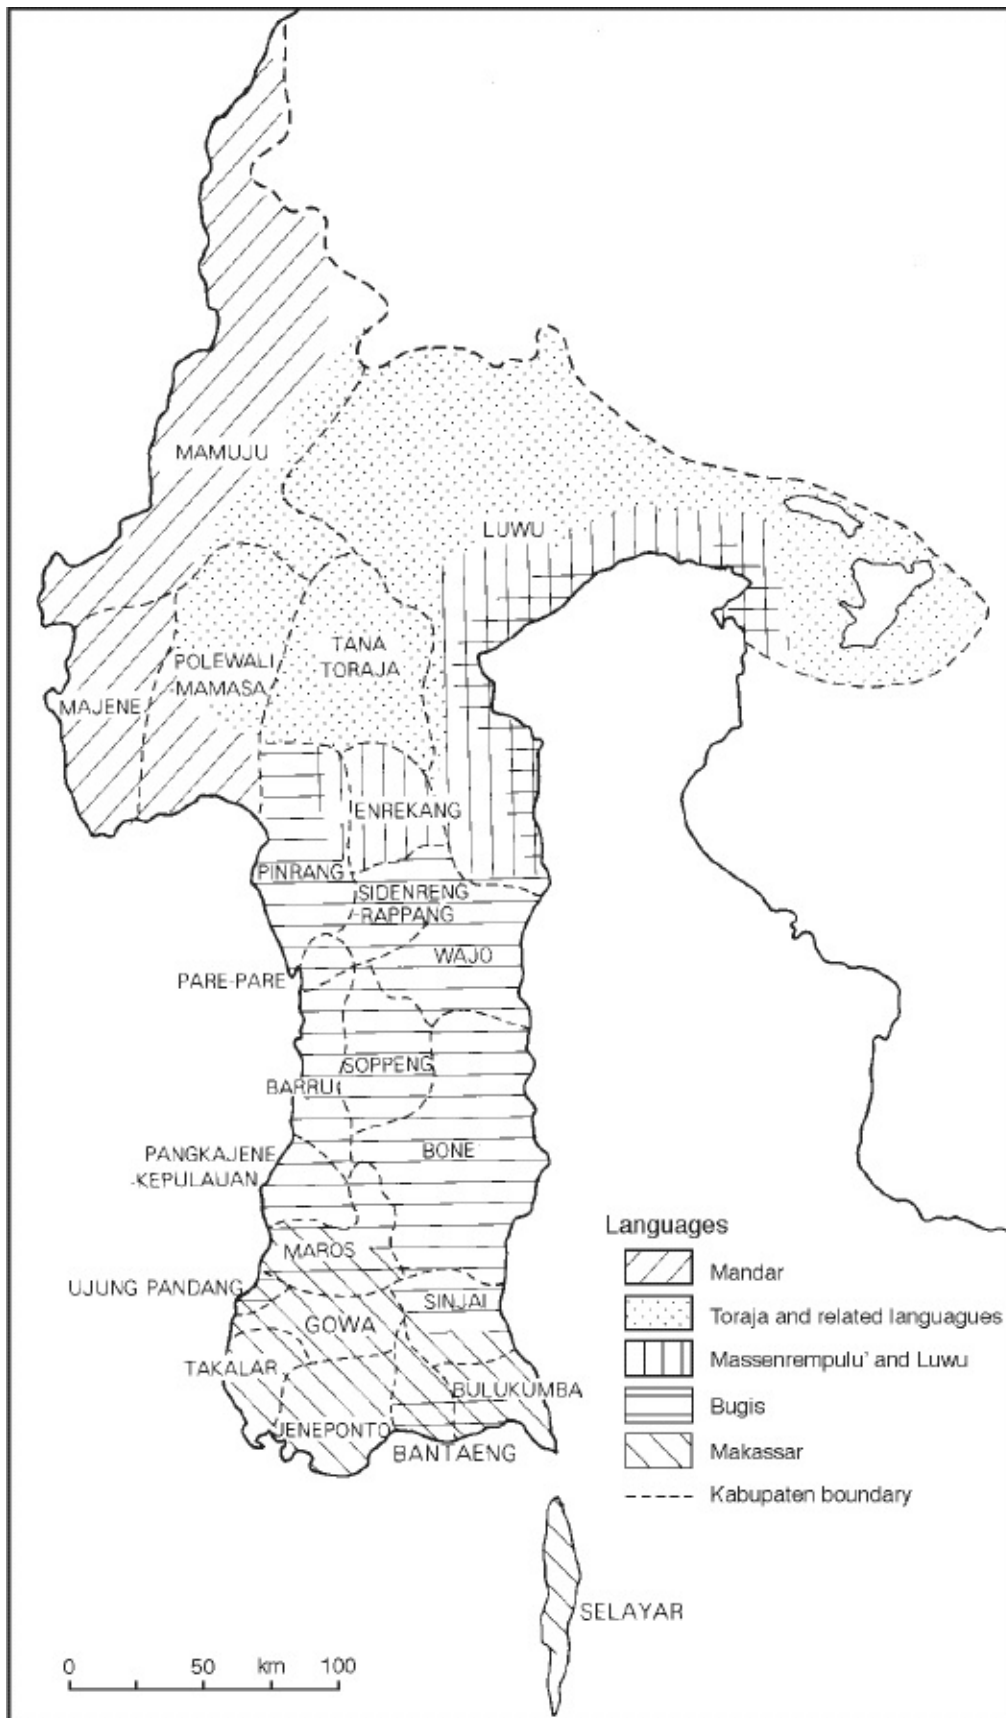 MAMUJU
LUWU
TANA
TORAJA
POLEWALI
-MAMASA
MAJENE
ENREKANG
PINRANG
SIDENRENG
-RAPPANG
WAJO
PARE-PARE
SOPPENG
BARRU
BONE
PANGKAJENE
-KEPULAUAN
MAROS
UJUNG PANDANG
SINJAI
GOWA
TAKALAR
BULUKUMBA
JENEPONTO
BANTAENG
SELAYAR
Languages
Mandar
Toraja and related languagues
Massenrempulu' and Luwu
Bugis
Makassar
Kabupaten boundary
0 50 km 100